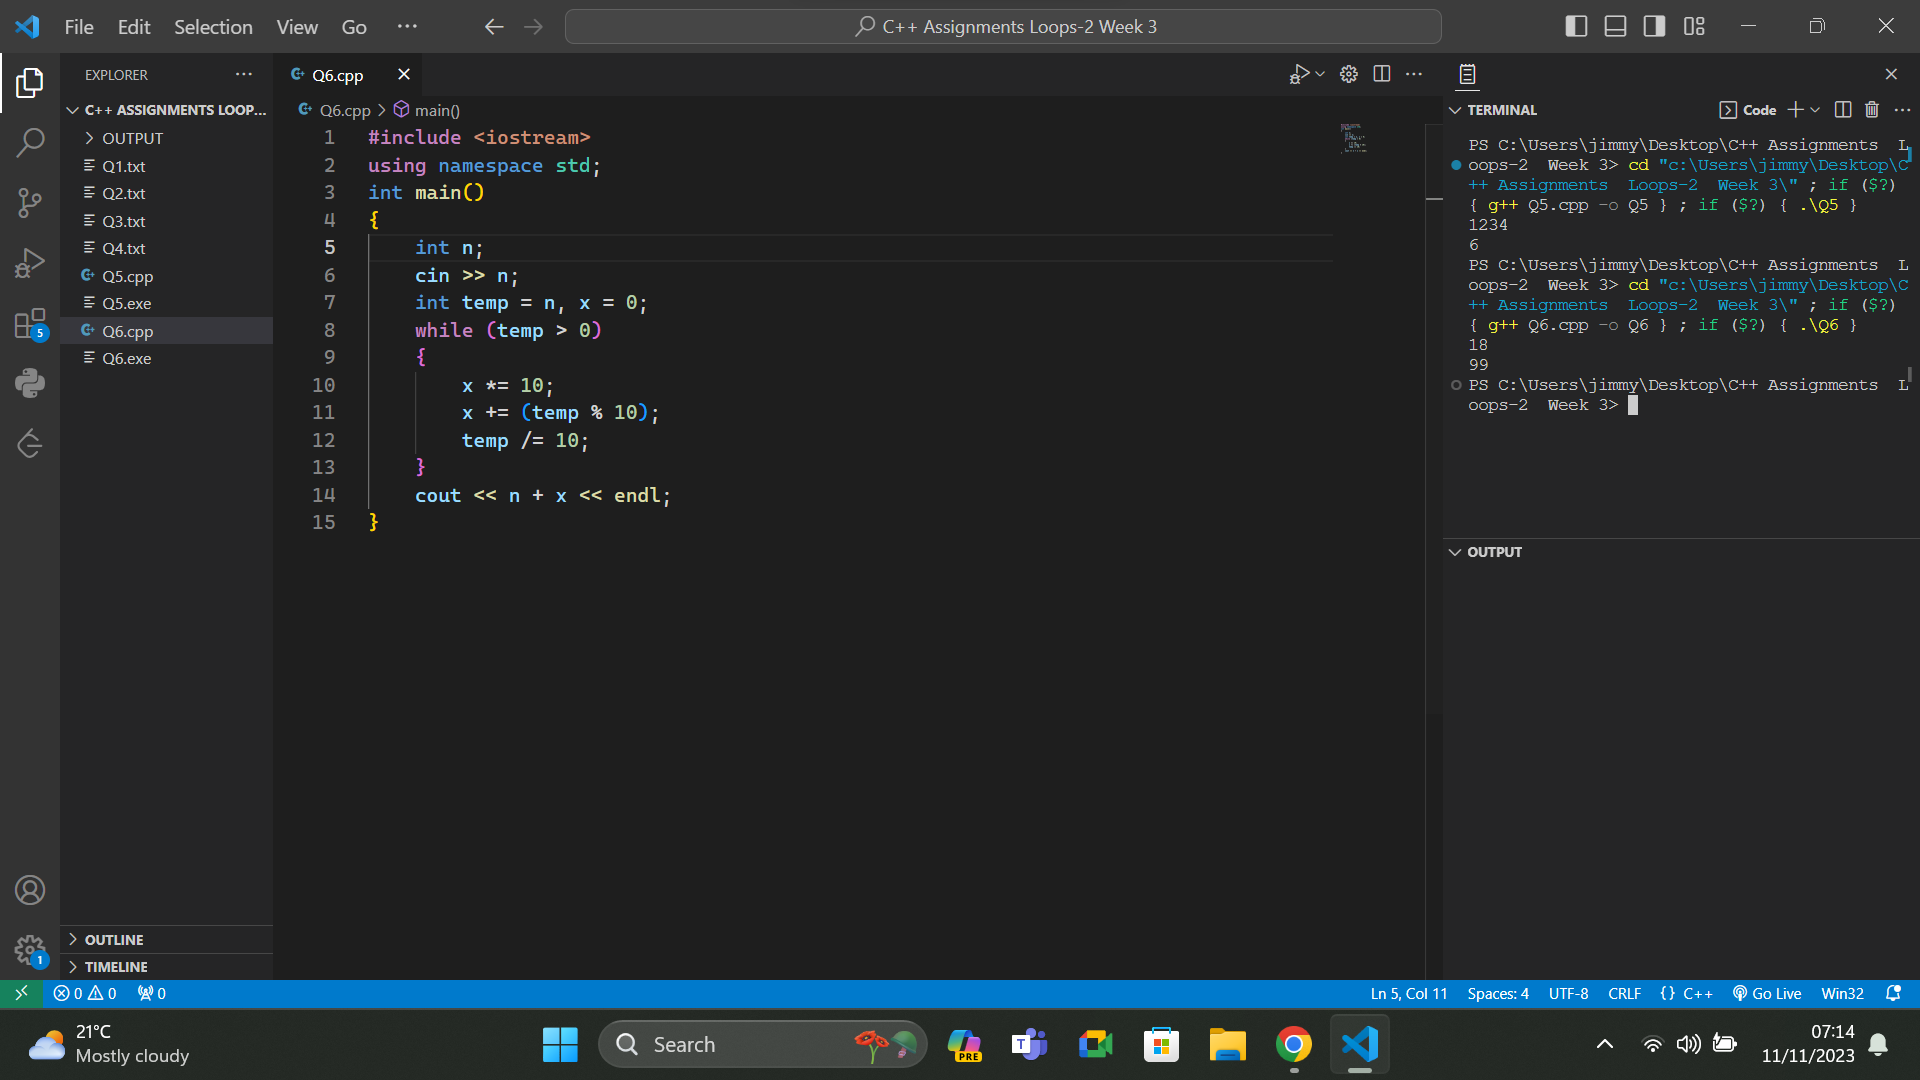 File Edit Selection View Go ···
C++ Assignments Loops-2 Week 3
EXPLORER ···
C++ ASSIGNMENTS LOOP...
OUTPUT
Q1.txt
Q2.txt
Q3.txt
Q4.txt
Q5.cpp
Q5.exe
Q6.cpp
Q6.exe
5
1
OUTLINE
TIMELINE
Q6.cpp
Q6.cpp > main()
1 #include <iostream>
2 using namespace std;
3 int main()
4 {
5 int n;
6 cin >> n;
7 int temp = n, x = 0;
8 while (temp > 0)
9 {
10 x *= 10;
11 x += (temp % 10);
12 temp /= 10;
13 }
14 cout << n + x << endl;
15 }
TERMINAL
Code
PS C:\Users\jimmy\Desktop\C++ Assignments  L
oops-2  Week 3> cd "c:\Users\jimmy\Desktop\C
++ Assignments  Loops-2  Week 3\" ; if ($?)
{ g++ Q5.cpp -o Q5 } ; if ($?) { .\Q5 }
1234
6
PS C:\Users\jimmy\Desktop\C++ Assignments  L
oops-2  Week 3> cd "c:\Users\jimmy\Desktop\C
++ Assignments  Loops-2  Week 3\" ; if ($?)
{ g++ Q6.cpp -o Q6 } ; if ($?) { .\Q6 }
18
99
PS C:\Users\jimmy\Desktop\C++ Assignments  L
oops-2  Week 3>
OUTPUT
0 0 0
Ln 5, Col 11 Spaces: 4 UTF-8 CRLF {} C++ Go Live Win32
21°C
Mostly cloudy
Search
PRE
T
07:14
11/11/2023